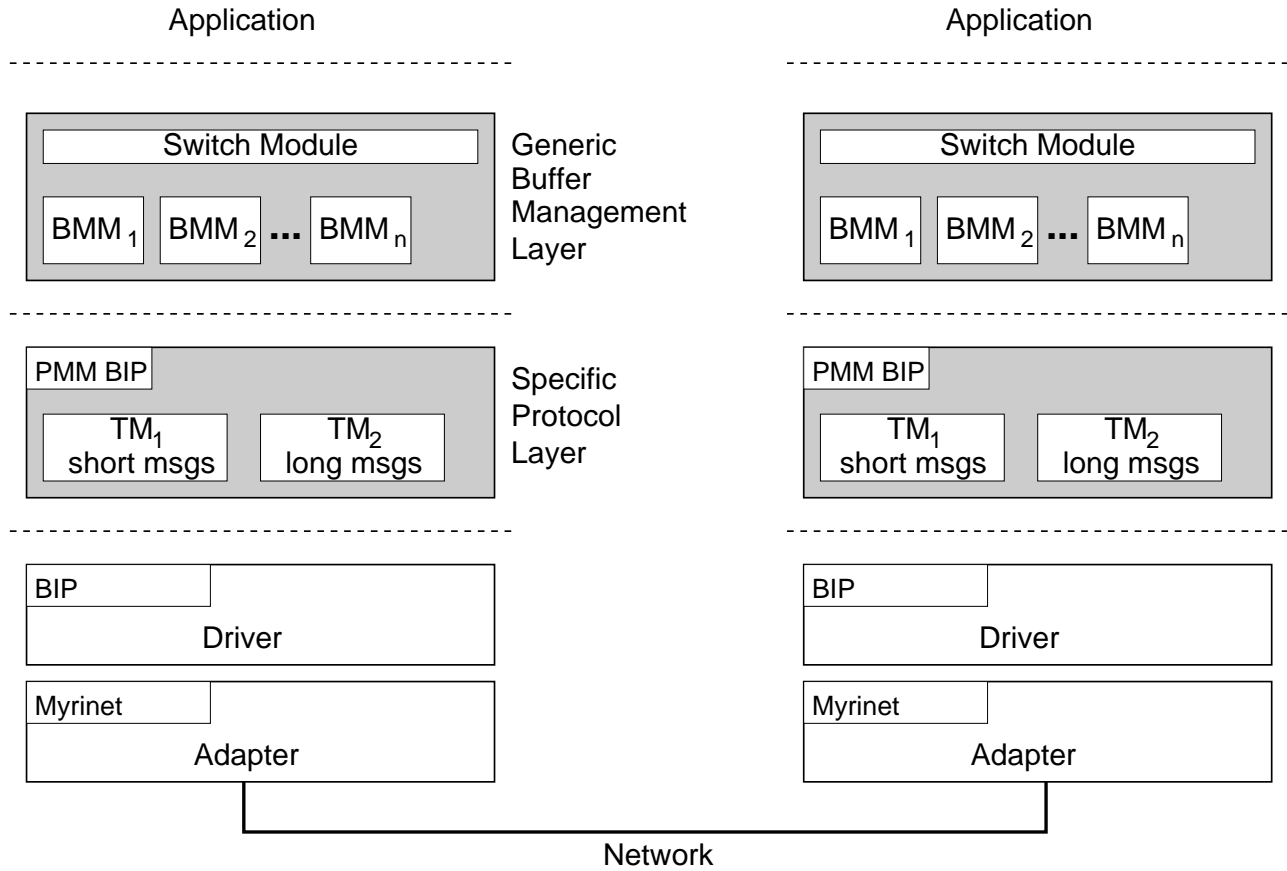 Application
Switch Module
BMM 1 BMM 2 ... BMM n
Generic
Buffer
Management
Layer
PMM BIP
TM1
short msgs
TM2
long msgs
Specific
Protocol
Layer
BIP
Driver
Myrinet
Adapter
Application
Switch Module
BMM 1 BMM 2 ... BMM n
PMM BIP
TM1
short msgs
TM2
long msgs
BIP
Driver
Myrinet
Adapter
Network